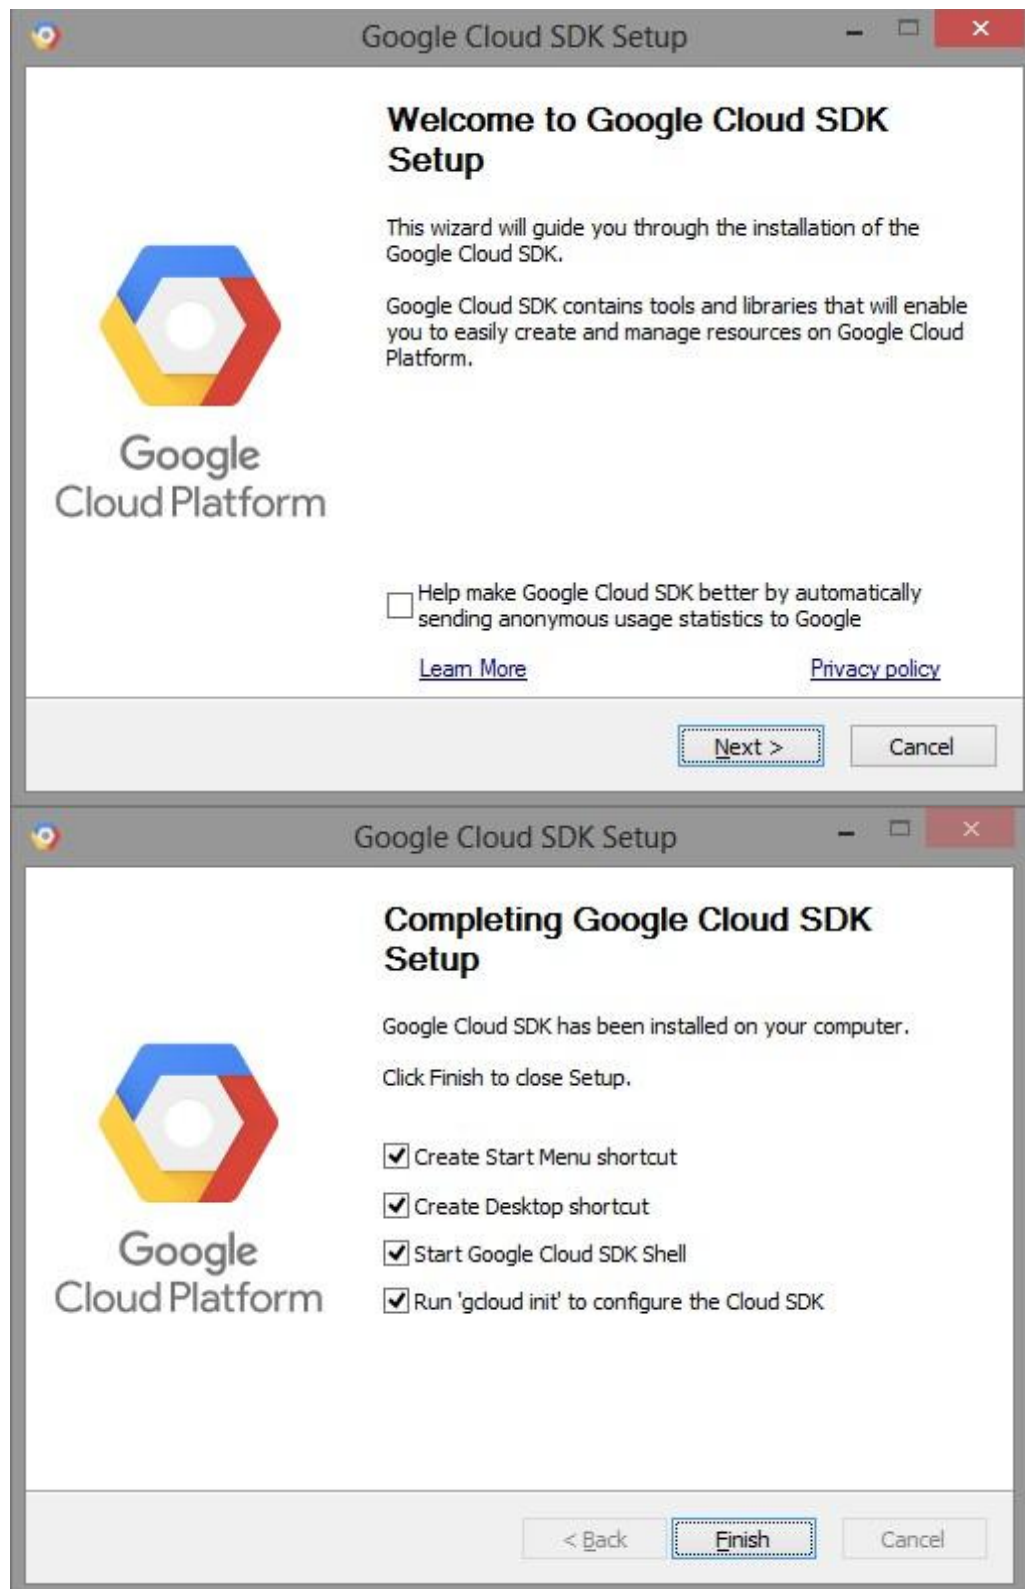 Google Cloud SDK Setup
Welcome to Google Cloud SDK
Setup
This wizard will guide you through the installation of the
Google Cloud SDK.
Google Cloud SDK contains tools and libraries that will enable
you to easily create and manage resources on Google Cloud
Platform.
Google
Cloud Platform
Help make Google Cloud SDK better by automatically
sending anonymous usage statistics to Google
Learn More
Privacy policy
Next >
Cancel
Google Cloud SDK Setup
Completing Google Cloud SDK
Setup
Google Cloud SDK has been installed on your computer.
Click Finish to close Setup.
Google
Cloud Platform
Create Start Menu shortcut
Create Desktop shortcut
Start Google Cloud SDK Shell
Run 'gcloud init' to configure the Cloud SDK
< Back
Finish
Cancel